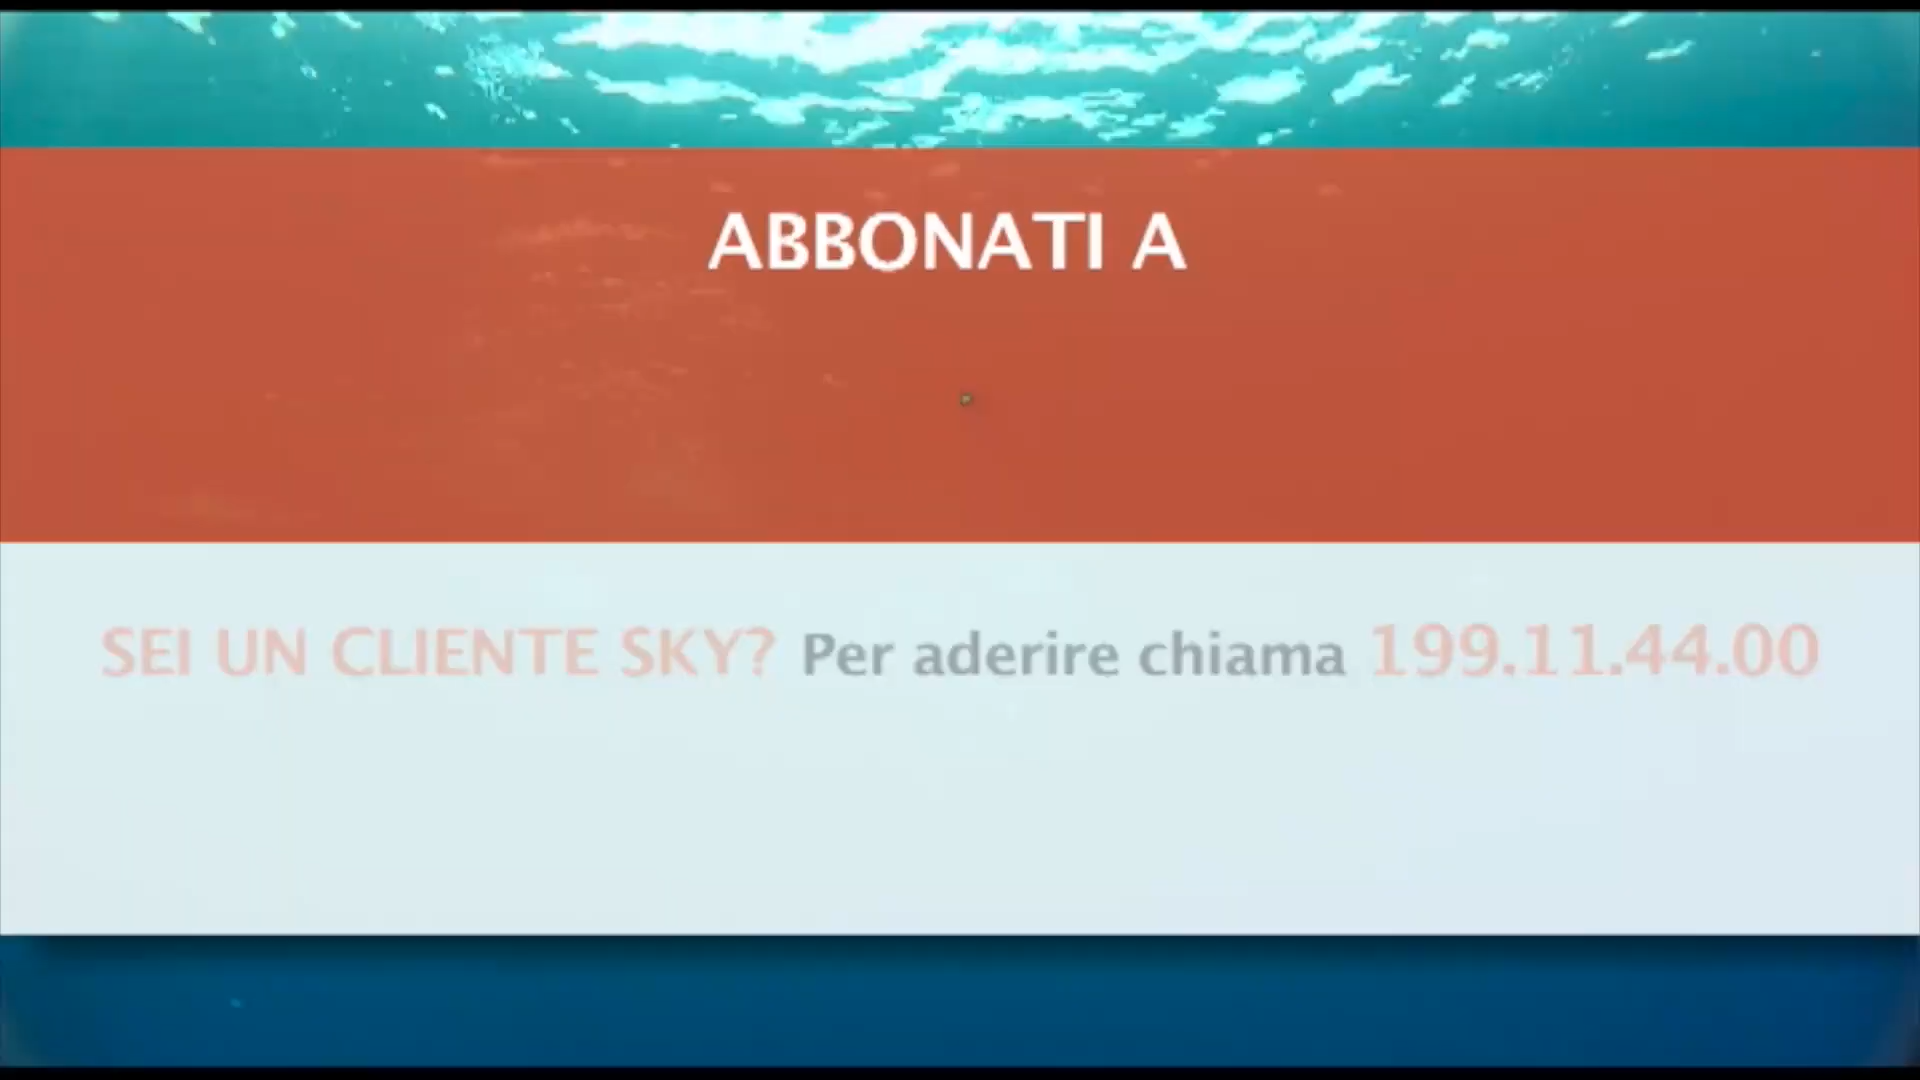 ABBONATI A
SEI UN CLIENTE SKY? Per aderire chiama 199.11.44.00